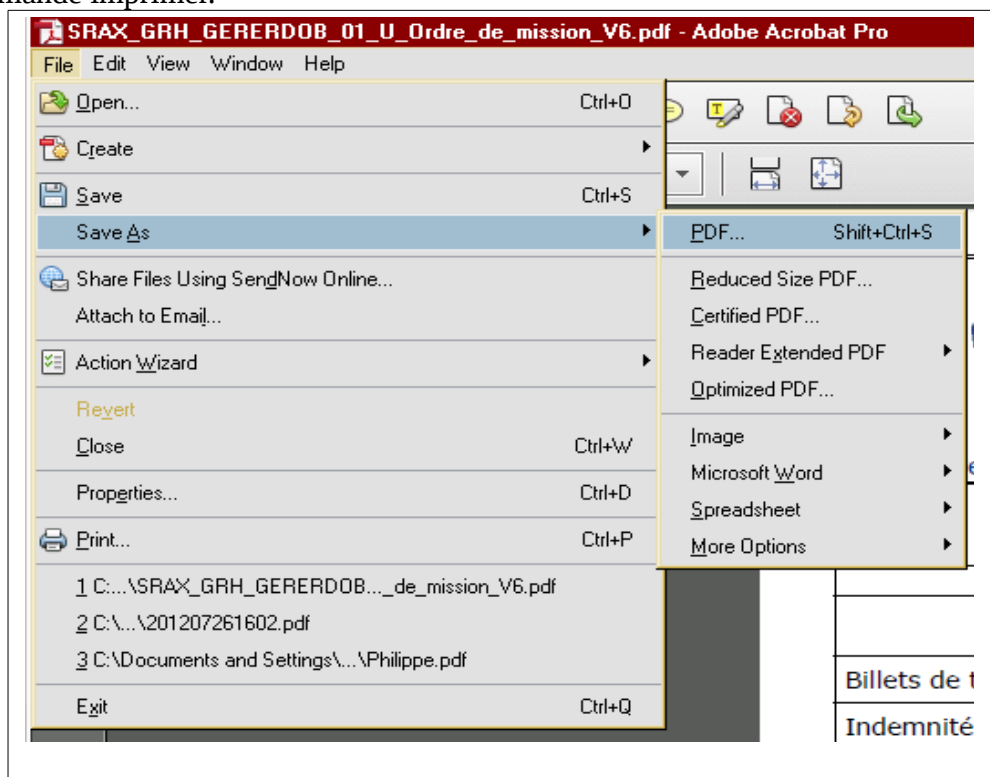 mande Imprimer.
SRAX_GRH_GERERDOB_01_U_Ordre_de_mission_V6.pdf - Adobe Acrobat Pro
File Edit View Window Help
Open... Ctrl+O
Create
Save Ctrl+S
Save As
Share Files Using SendNow Online...
Attach to Email...
Action Wizard
Revert
Close Ctrl+W
Properties... Ctrl+D
Print... Ctrl+P
1 C:...\SRAX_GRH_GERERDOB..._de_mission_V6.pdf
2 C:\...\201207261602.pdf
3 C:\Documents and Settings\...\Philippe.pdf
Exit Ctrl+Q
PDF... Shift+Ctrl+S
Reduced Size PDF...
Certified PDF...
Reader Extended PDF
Optimized PDF...
Image
Microsoft Word
Spreadsheet
More Options
Billets de t
Indemnité